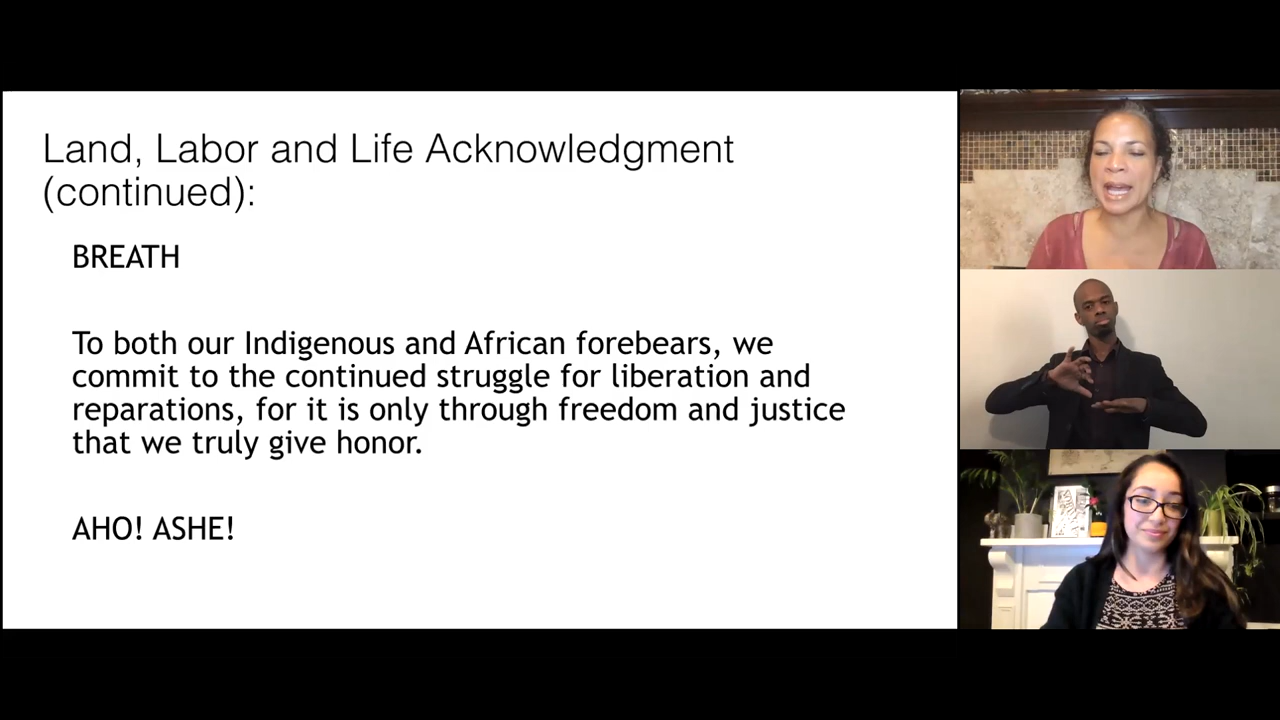 Land, Labor and Life Acknowledgment
(continued):
BREATH
To both our Indigenous and African forebears, we
commit to the continued struggle for liberation and
reparations, for it is only through freedom and justice
that we truly give honor.
AHO! ASHE!